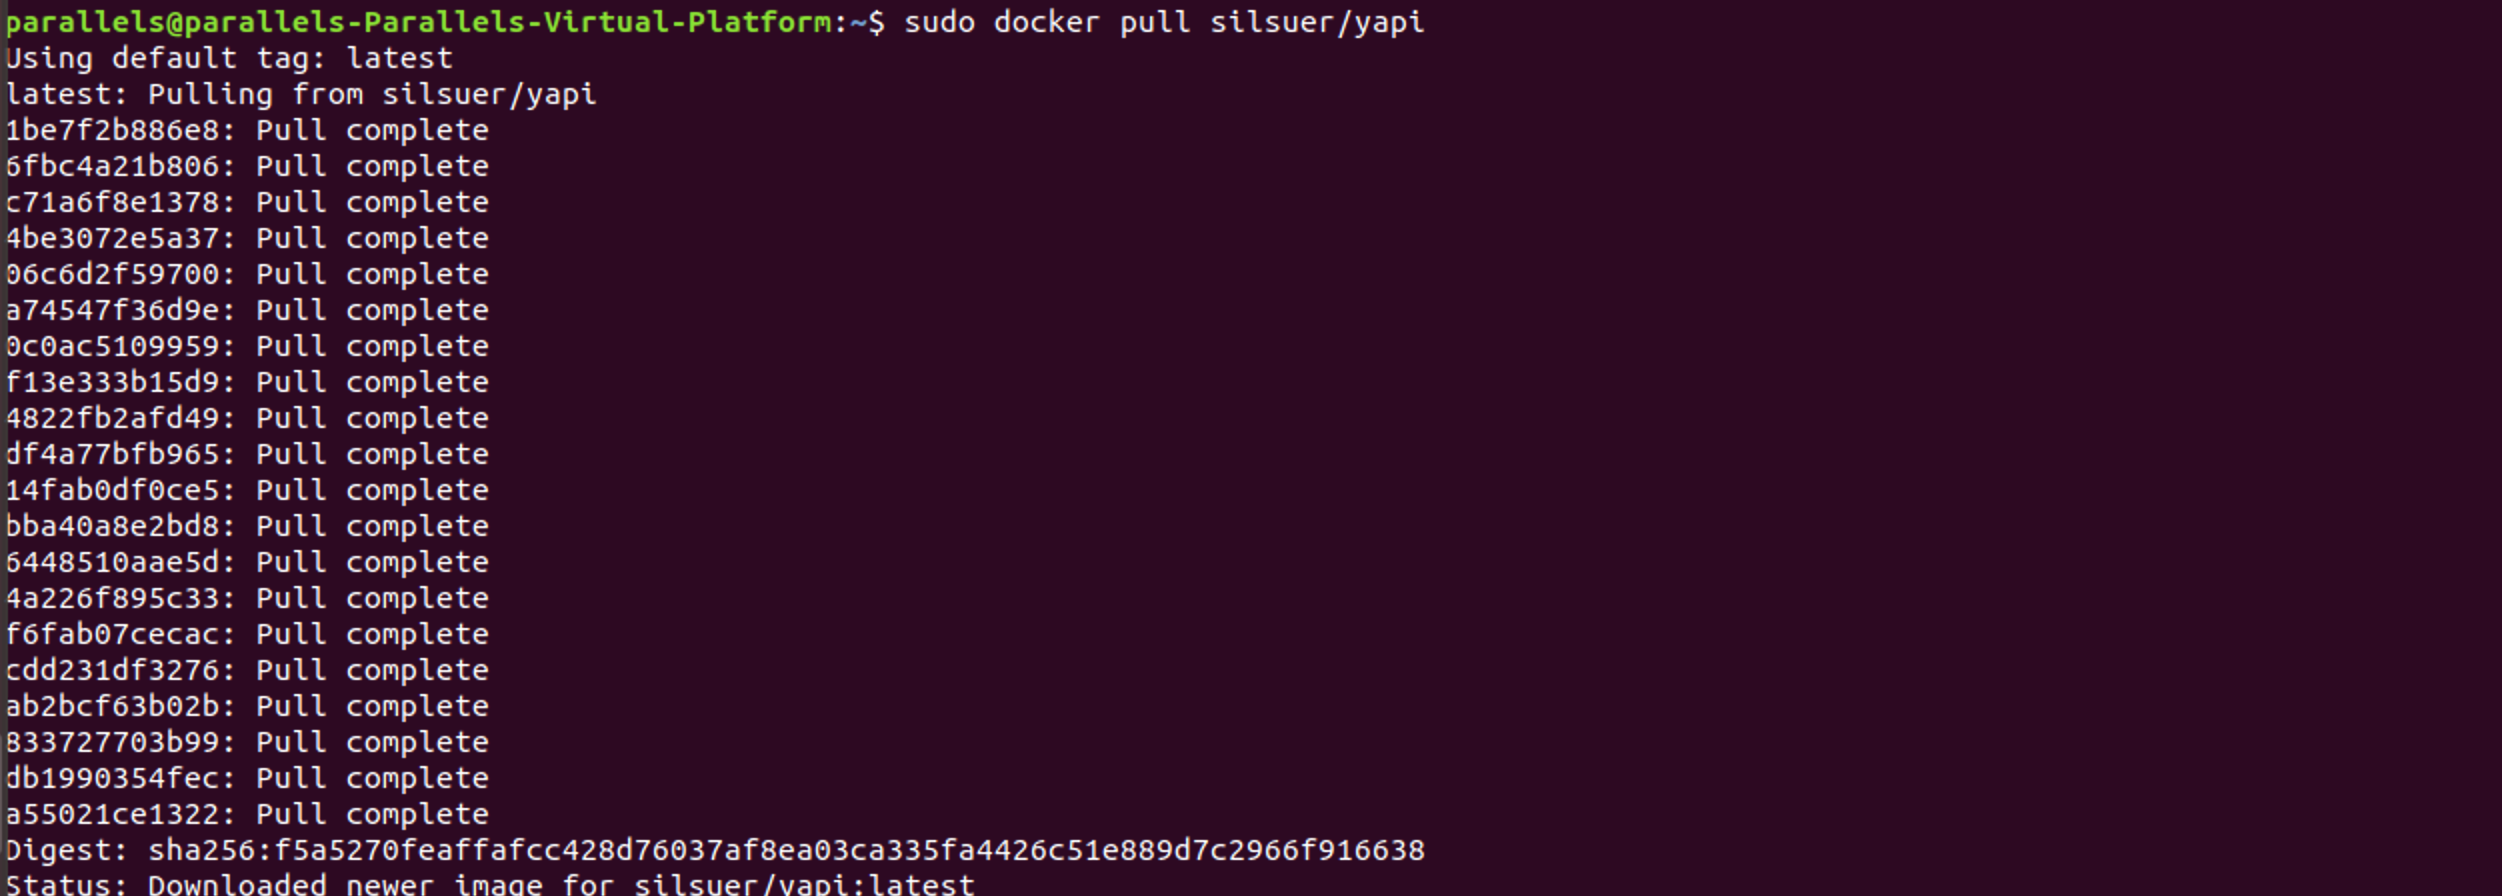 parallels@parallels-Parallels-Virtual-Platform:~$ sudo docker pull silsuer/yapi
Using default tag: latest
latest: Pulling from silsuer/yapi
1be7f2b886e8: Pull complete
6fbc4a21b806: Pull complete
c71a6f8e1378: Pull complete
4be3072e5a37: Pull complete
06c6d2f59700: Pull complete
a74547f36d9e: Pull complete
0c0ac5109959: Pull complete
f13e333b15d9: Pull complete
4822fb2afd49: Pull complete
df4a77bfb965: Pull complete
14fab0df0ce5: Pull complete
bba40a8e2bd8: Pull complete
6448510aae5d: Pull complete
4a226f895c33: Pull complete
f6fab07cecac: Pull complete
cdd231df3276: Pull complete
ab2bcf63b02b: Pull complete
833727703b99: Pull complete
db1990354fec: Pull complete
a55021ce1322: Pull complete
Digest: sha256:f5a5270feaffafcc428d76037af8ea03ca335fa4426c51e889d7c2966f916638
Status: Downloaded newer image for silsuer/yapi:latest